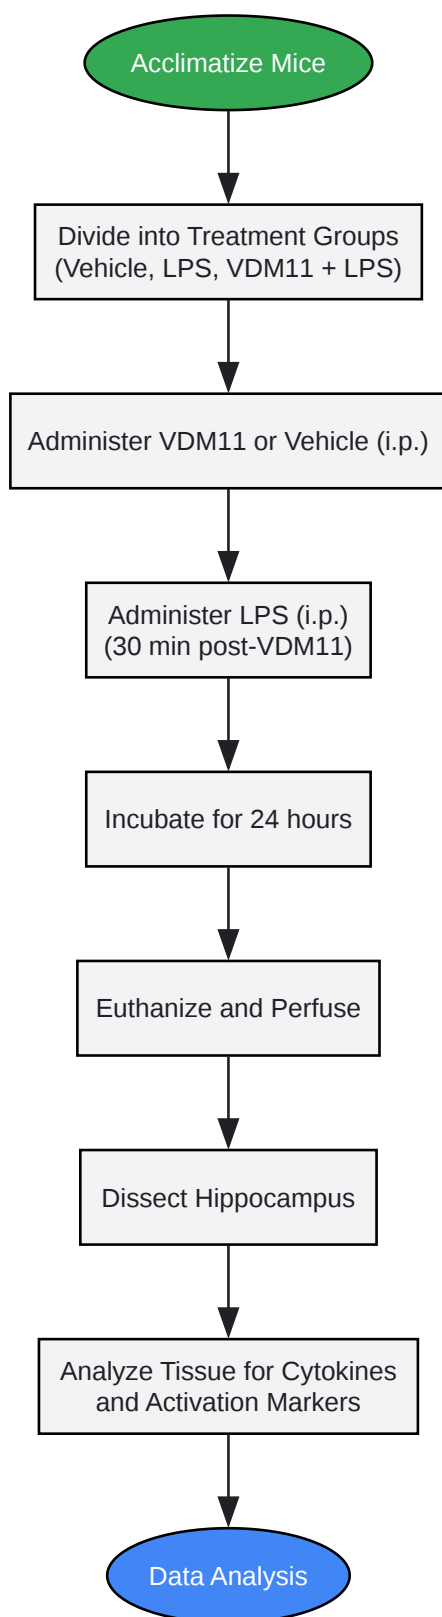 Acclimatize Mice
Divide into Treatment Groups
(Vehicle, LPS, VDM11 + LPS)
Administer VDM11 or Vehicle (i.p.)
Administer LPS (i.p.)
(30 min post-VDM11)
Incubate for 24 hours
Euthanize and Perfuse
Dissect Hippocampus
Analyze Tissue for Cytokines
and Activation Markers
Data Analysis